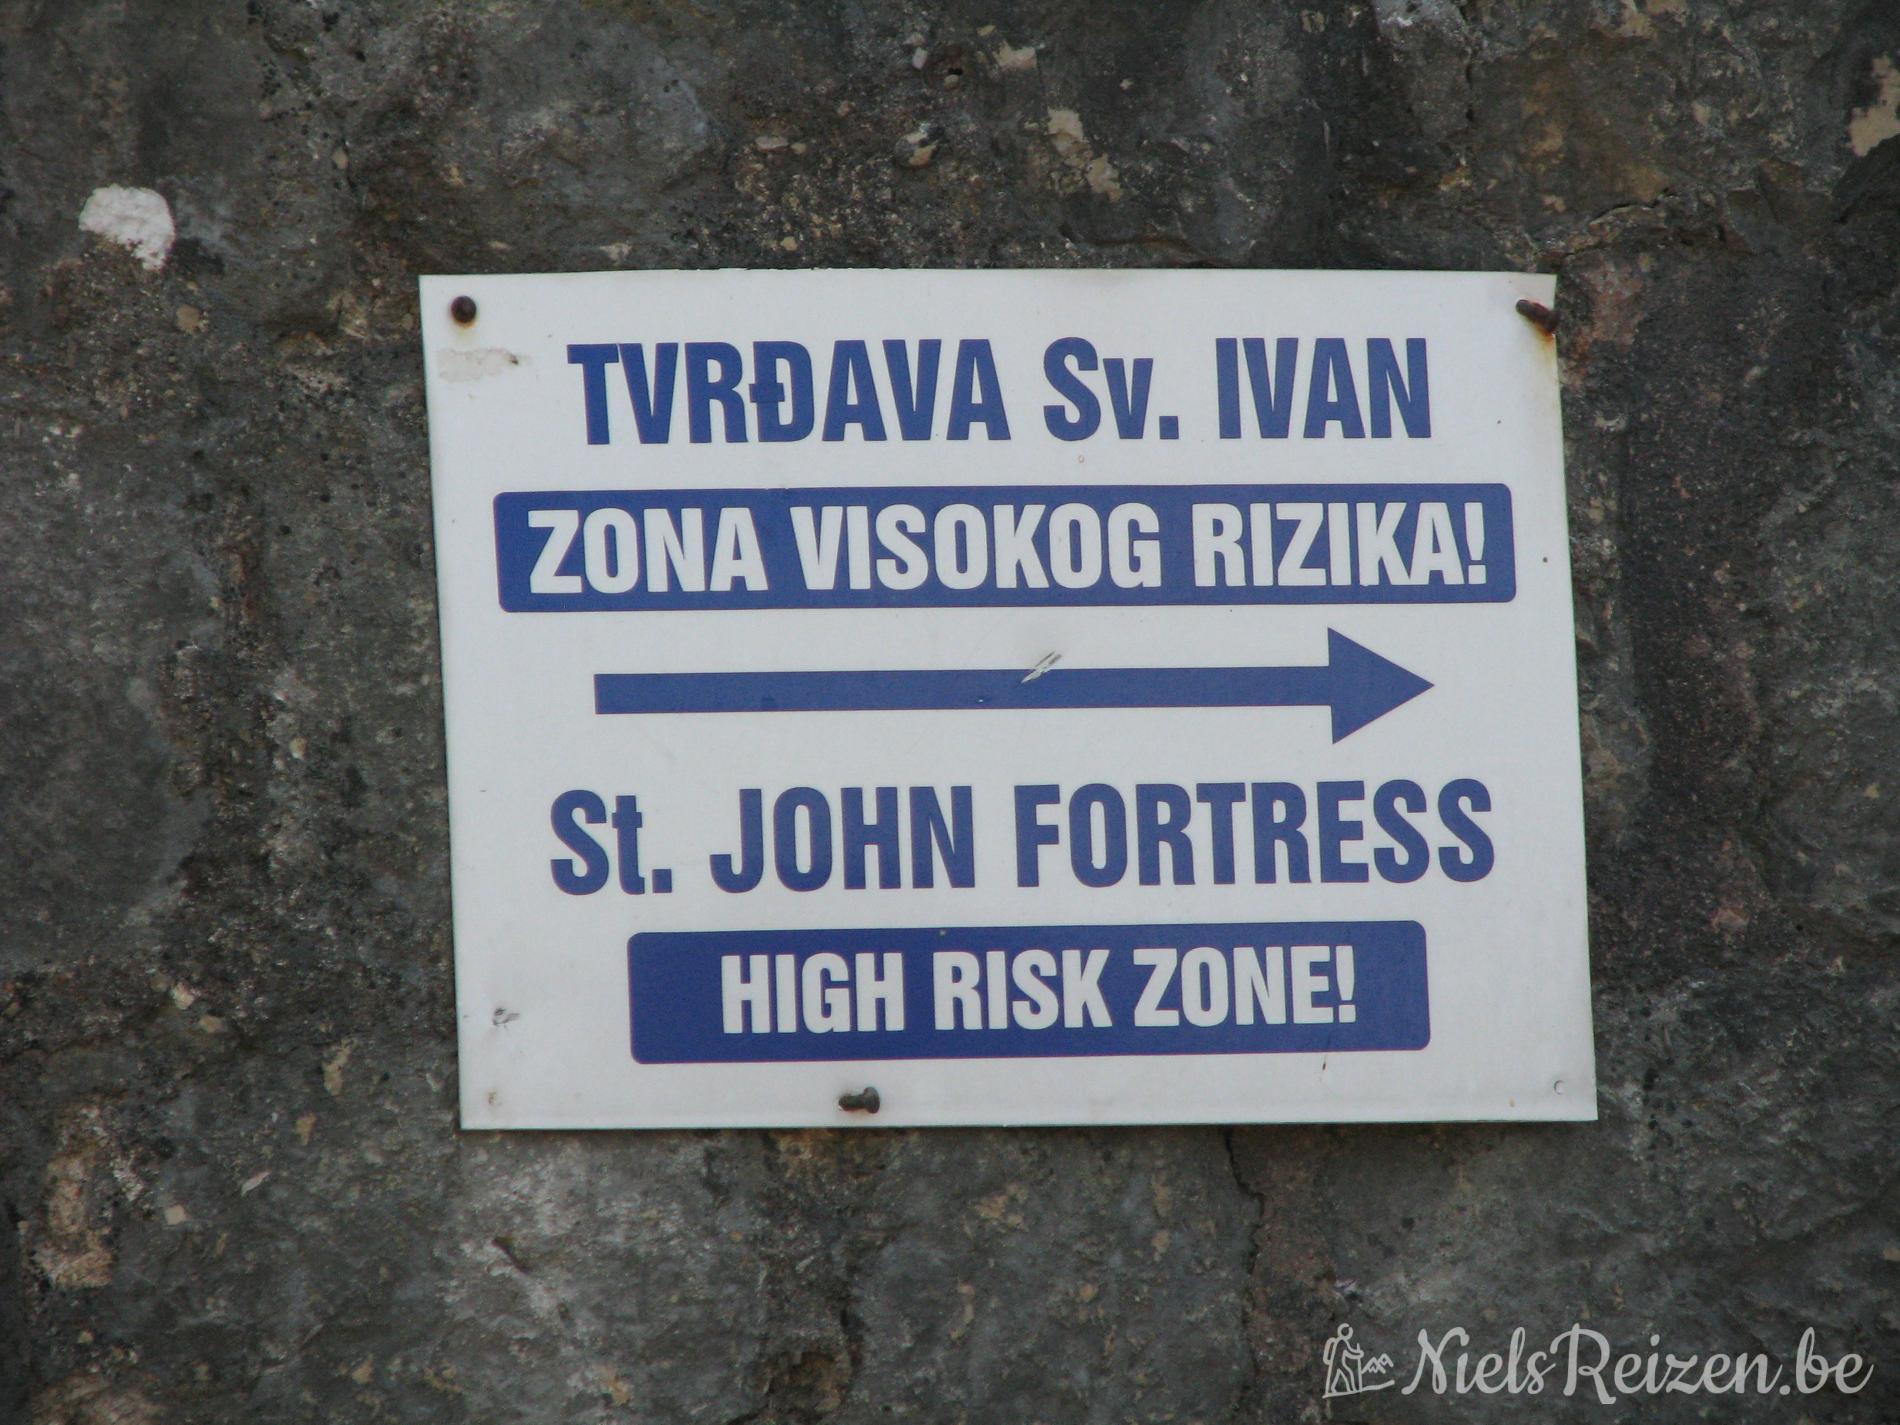 TVRĐAVA Sv. IVAN
ZONA VISOKOG RIZIKA!
St. JOHN FORTRESS
HIGH RISK ZONE!
NielsReizen.be